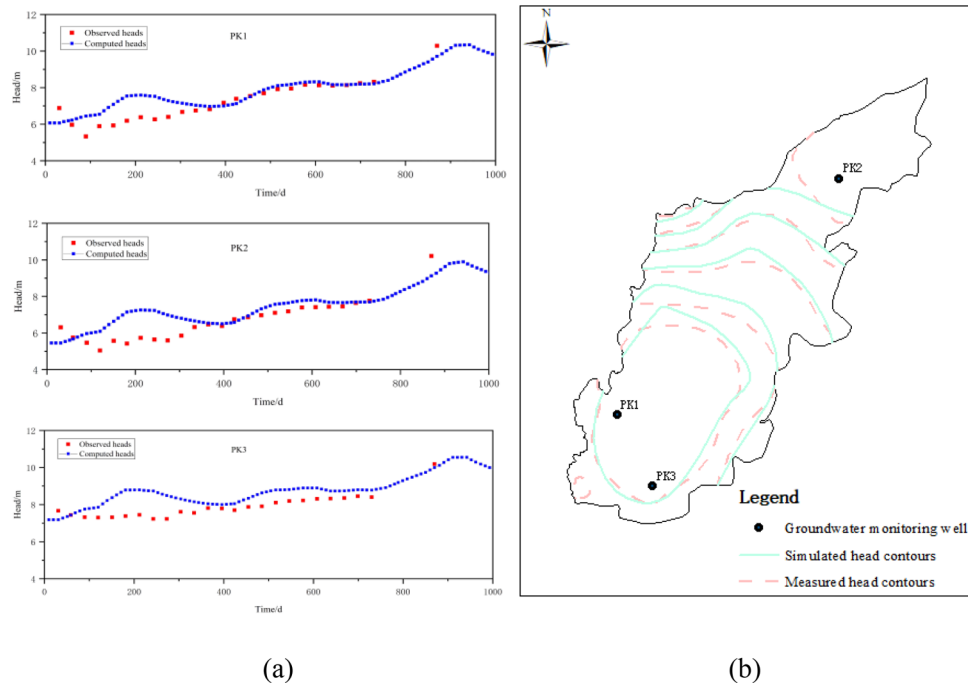 12
10
8
6
4
Head/m
Observed heads
Computed heads
PK1
0 200 400 600 800 1000
Time/d
12
10
8
6
4
Head/m
Observed heads
Computed heads
PK2
0 200 400 600 800 1000
Time/d
12
10
8
6
4
Head/m
Observed heads
Computed heads
PK3
0 200 400 600 800 1000
Time/d
(a)
N
PK2
PK1
PK3
Legend
Groundwater monitoring well
Simulated head contours
Measured head contours
(b)